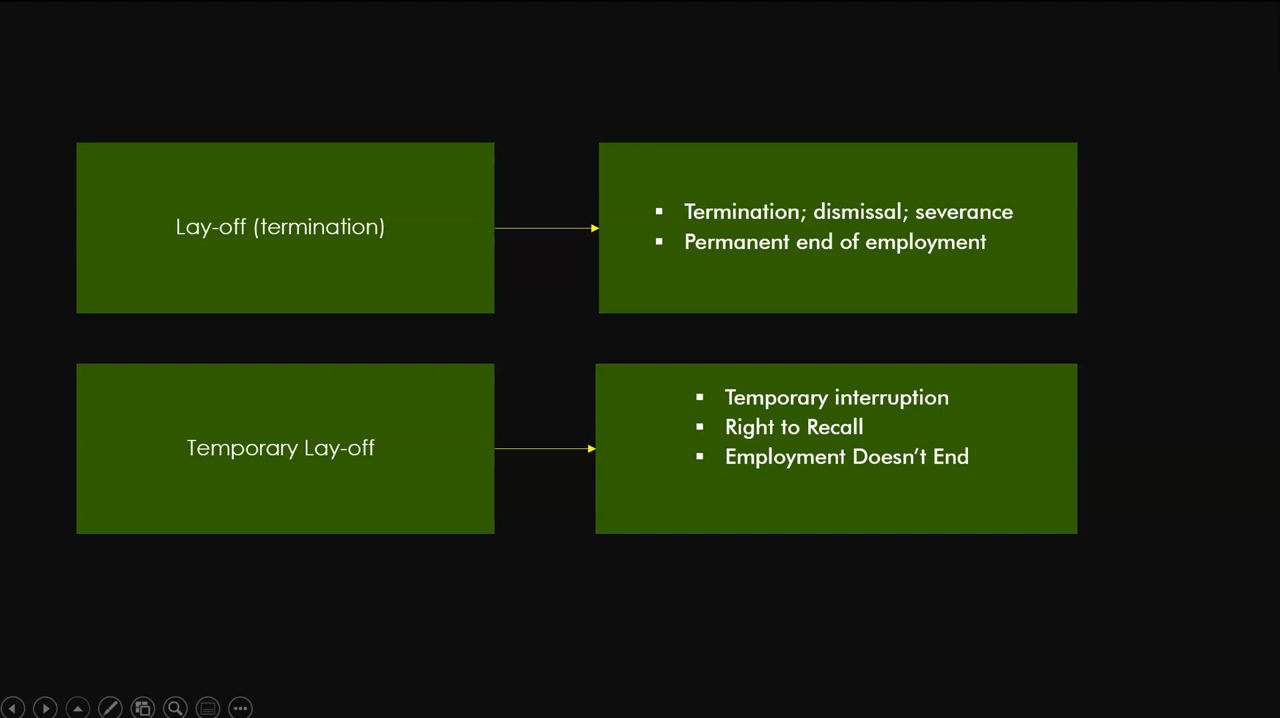 Lay-off (termination)
▪ Termination; dismissal; severance
▪ Permanent end of employment
Temporary Lay-off
▪ Temporary interruption
▪ Right to Recall
▪ Employment Doesn’t End